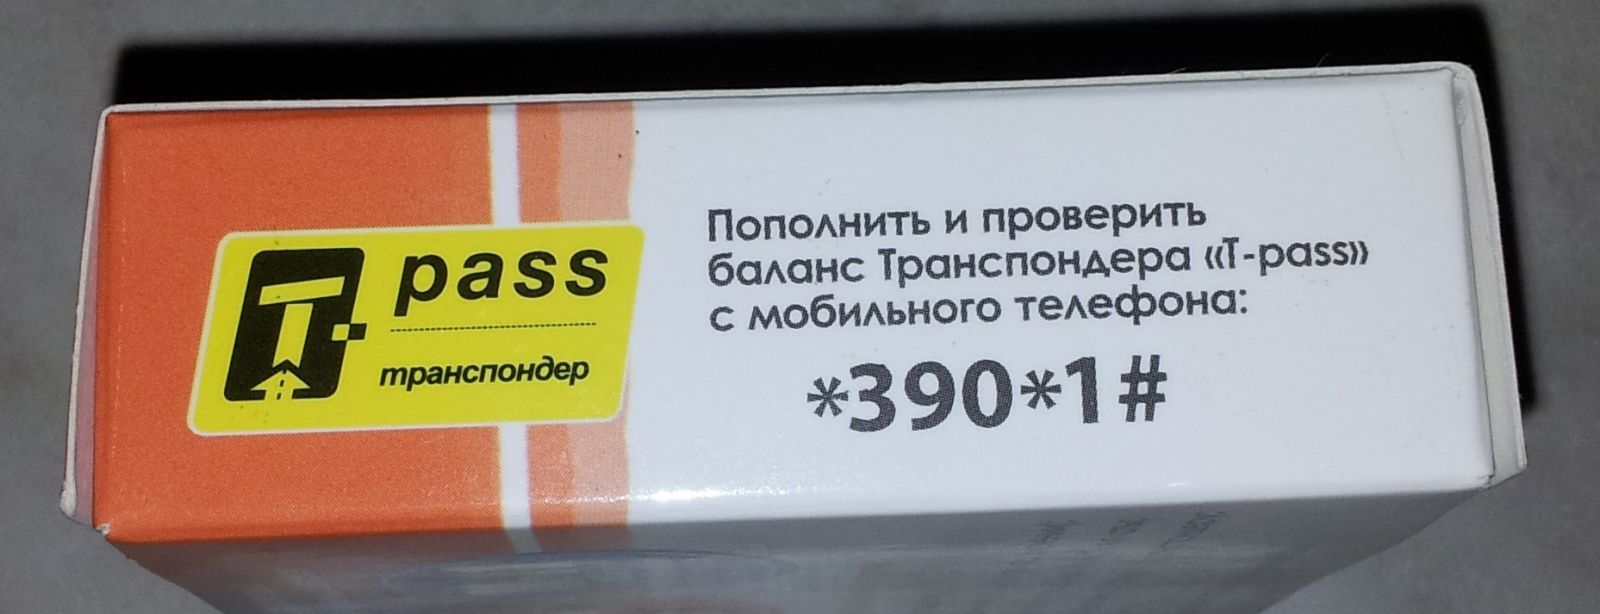 T-pass
транспондер
Пополнить и проверить
баланс Транспондера «T-pass»
с мобильного телефона:
*390*1#